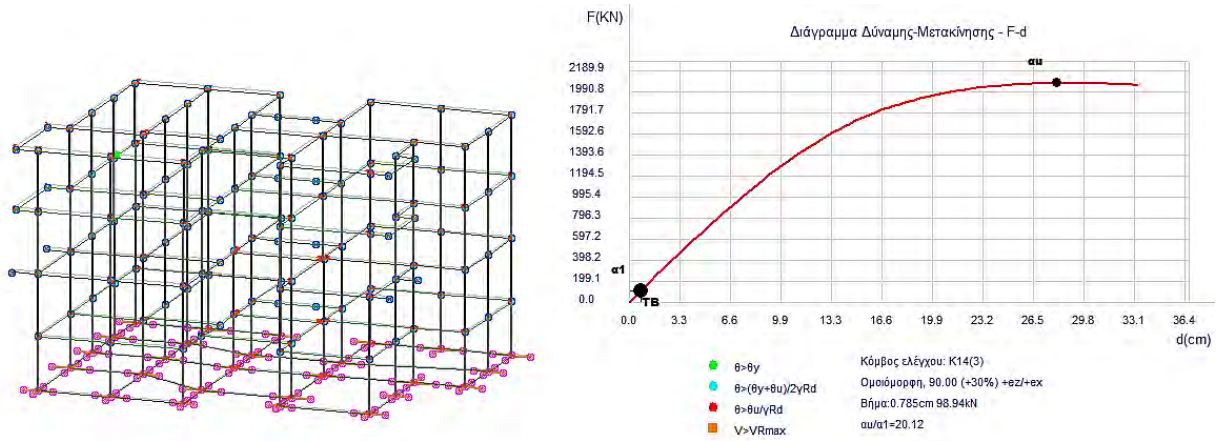 F(KN)
Διάγραμμα Δύναμης-Μετακίνησης - F-d
αu
2189.9
1990.8
1791.7
1592.6
1393.6
1194.5
995.4
796.3
597.2
398.2
199.1
0.0
α1
TB
0.0 3.3 6.6 9.9 13.3 16.6 19.9 23.2 26.5 29.8 33.1 36.4
d(cm)
θ>θy
θ>(θy+θu)/2γRd
θ>θu/γRd
V>VRmax
Κόμβος ελέγχου: K14(3)
Ομοιόμορφη, 90.00 (+30%) +ez/+ex
Βήμα:0.785cm 98.94kN
αu/α1=20.12